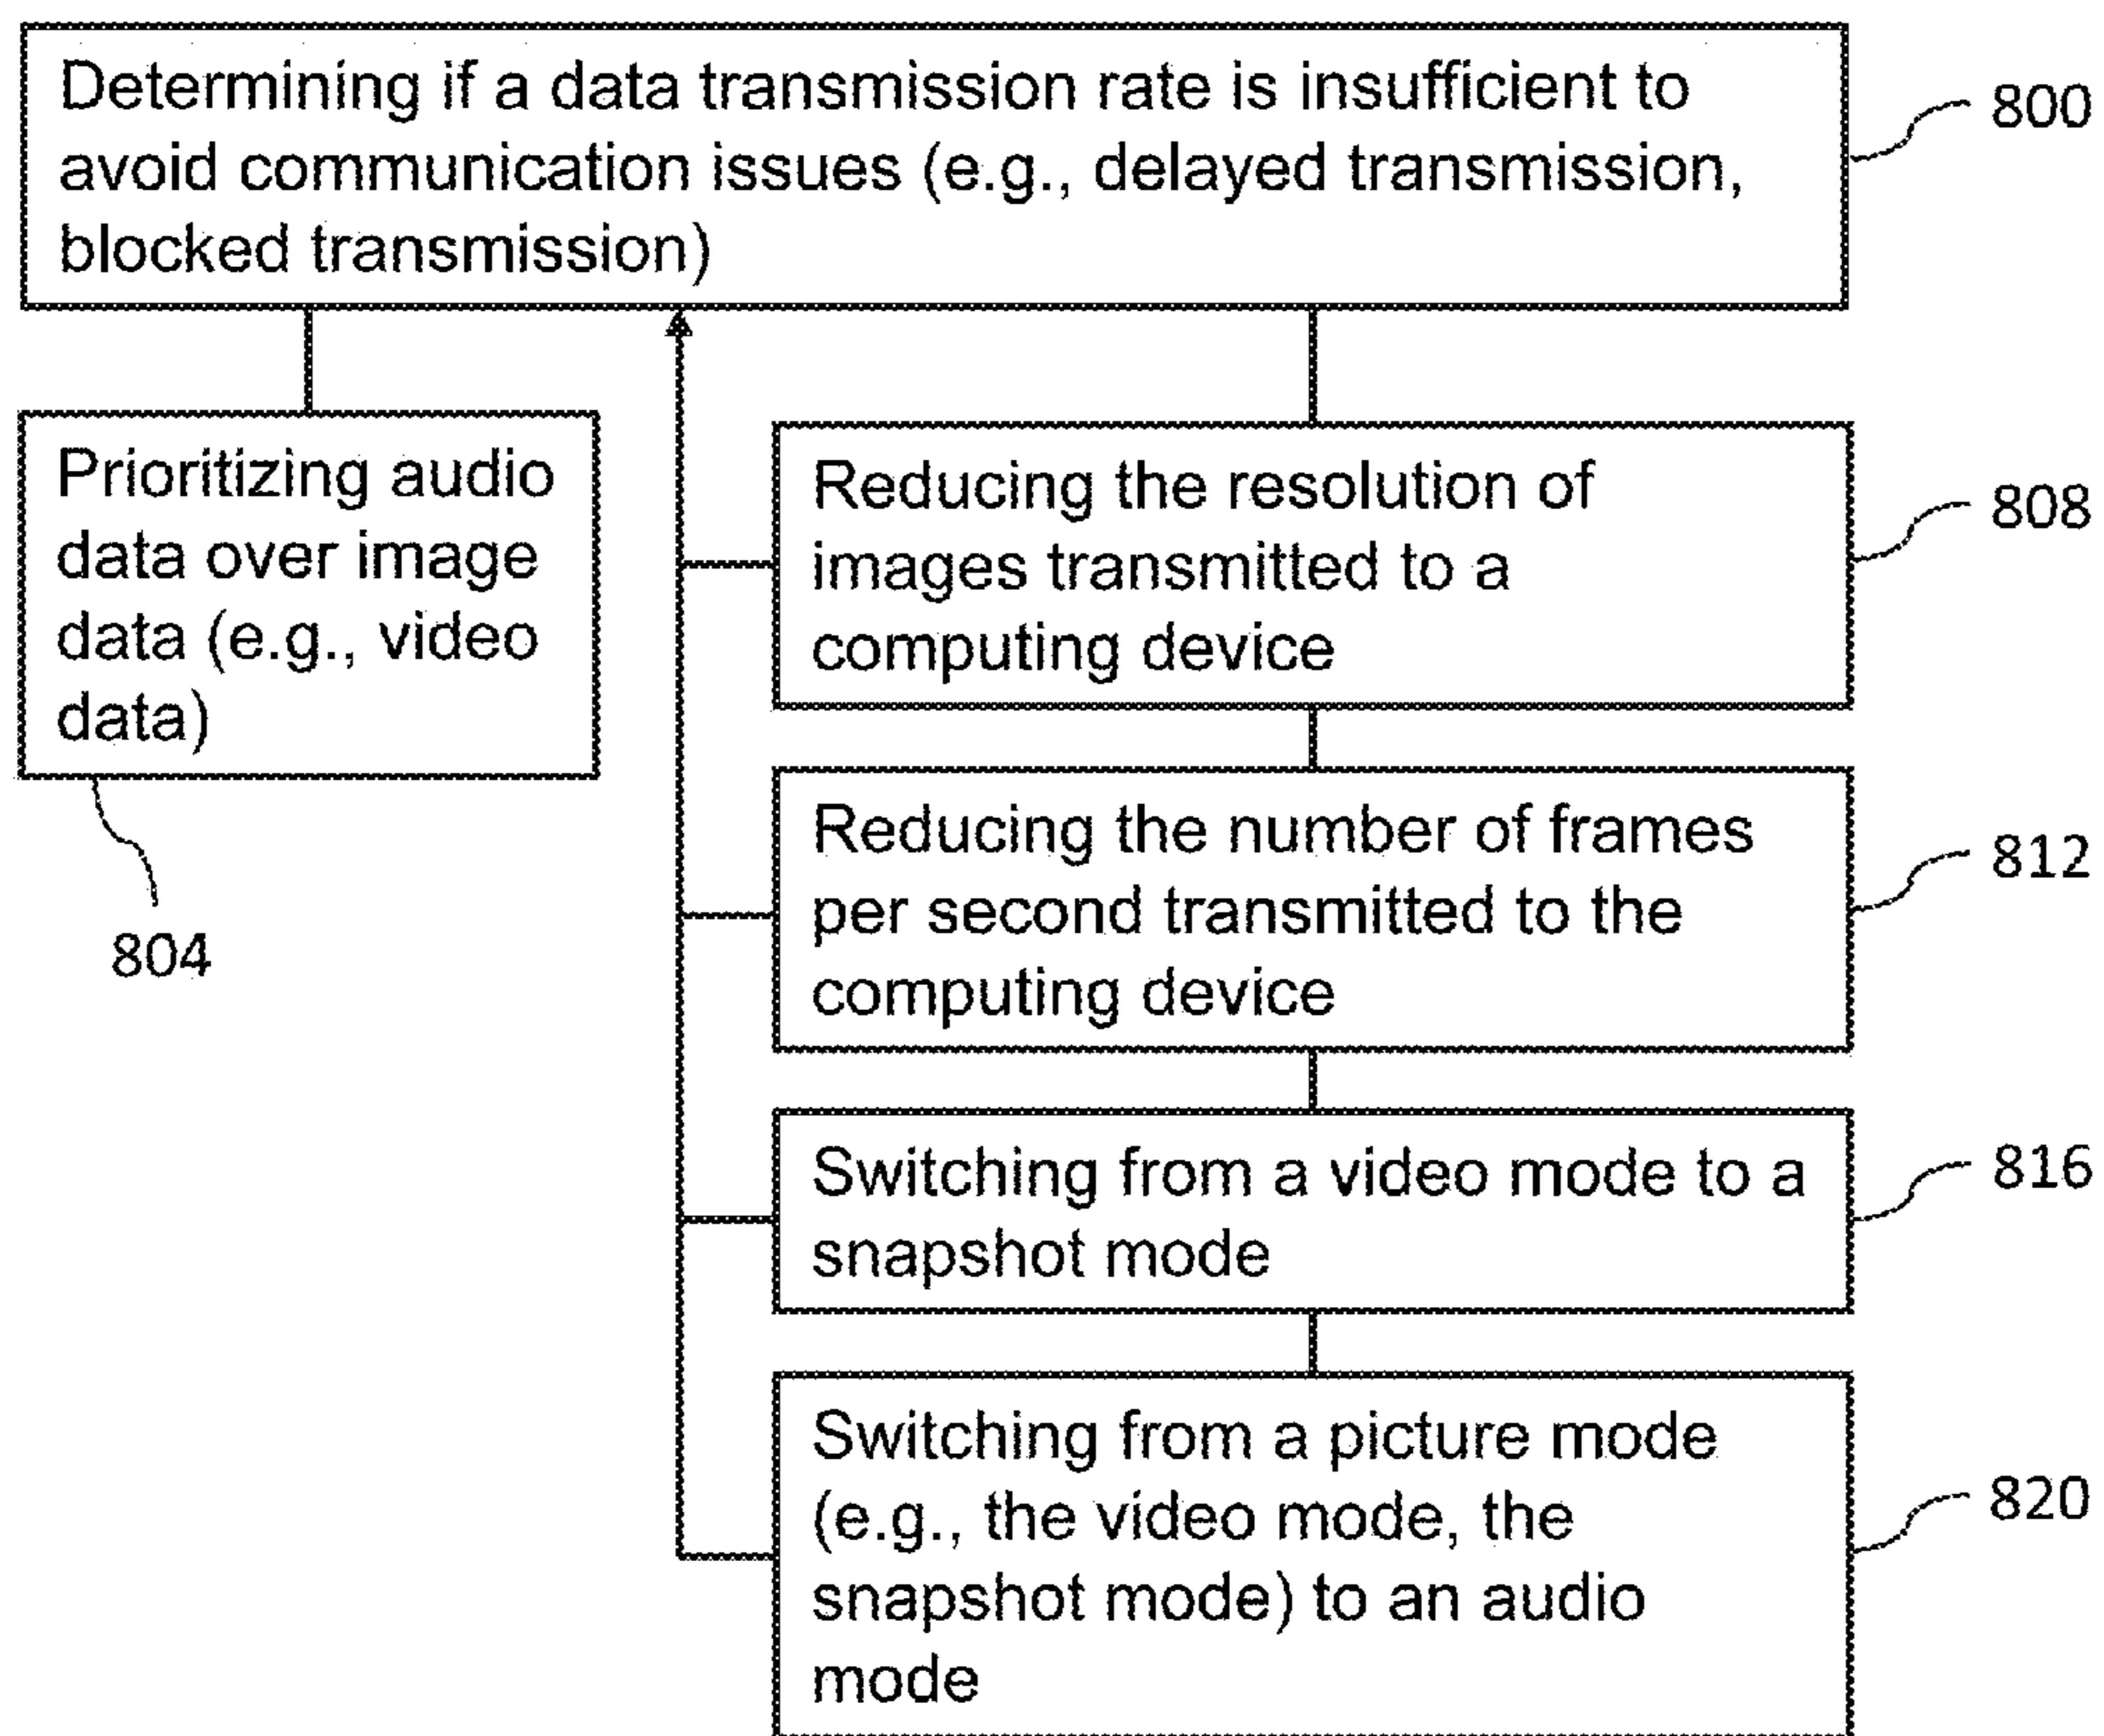 Determining if a data transmission rate is insufficient to
avoid communication issues (e.g., delayed transmission,
blocked transmission)
800
Prioritizing audio
data over image
data (e.g., video
data)
804
Reducing the resolution of
images transmitted to a
computing device
808
Reducing the number of frames
per second transmitted to the
computing device
812
Switching from a video mode to a
snapshot mode
816
Switching from a picture mode
(e.g., the video mode, the
snapshot mode) to an audio
mode
820